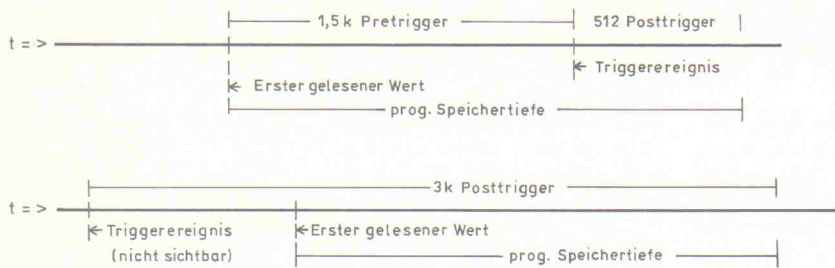 1,5k Pretrigger 512 Posttrigger
t = >
Triggerereignis
Erster gelesener Wert
prog. Speichertiefe
3k Posttrigger
t = >
Triggerereignis Erster gelesener Wert
(nicht sichtbar) prog. Speichertiefe